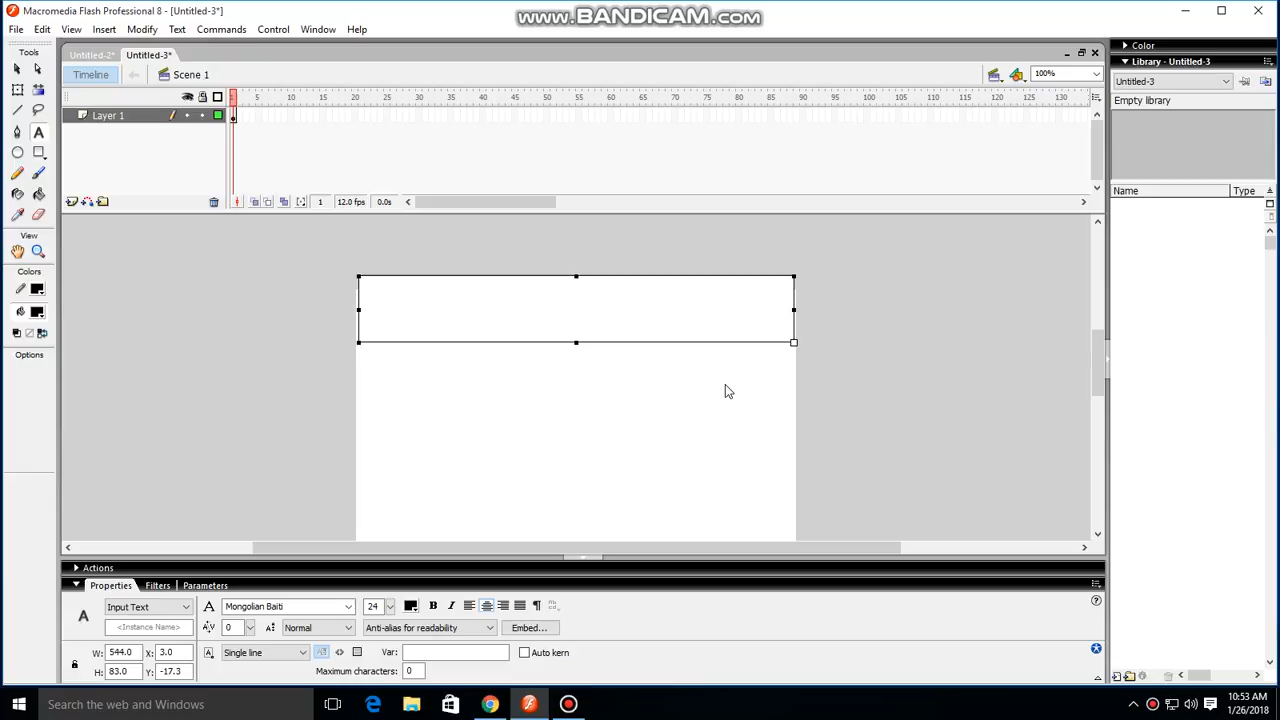 Macromedia Flash Professional 8 - [Untitled-3*]
www.BANDICAM.com
File Edit View Insert Modify Text Commands Control Window Help
Tools
Untitled-2* Untitled-3*
Timeline Scene 1 100%
5 10 15 20 25 30 35 40 45 50 55 60 65 70 75 80 85 90 95 100 105 110 115 120 125 130
Layer 1
1 12.0 fps 0.0s
View
Colors
Options
Color
Library - Untitled-3
Untitled-3
Empty library
Name Type
Actions
Properties Filters Parameters
A Input Text A Mongolian Baiti 24 B I
<Instance Name> 0 Normal Anti-alias for readability Embed...
W: 544.0 X: 3.0 Single line Var: Auto kern
H: 83.0 Y: -17.3 Maximum characters: 0
Search the web and Windows
10:53 AM
1/26/2018